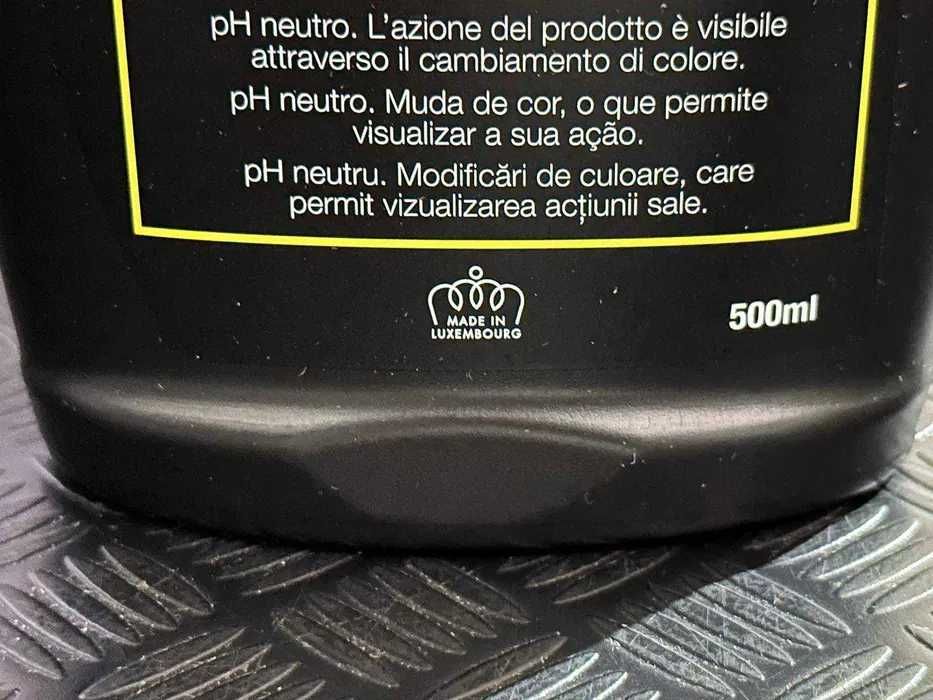 pH neutro. L'azione del prodotto è visibile
attraverso il cambiamento di colore.
pH neutro. Muda de cor, o que permite
visualizar a sua ação.
pH neutru. Modificări de culoare, care
permit vizualizarea acțiunii sale.
MADE IN
LUXEMBOURG
500ml